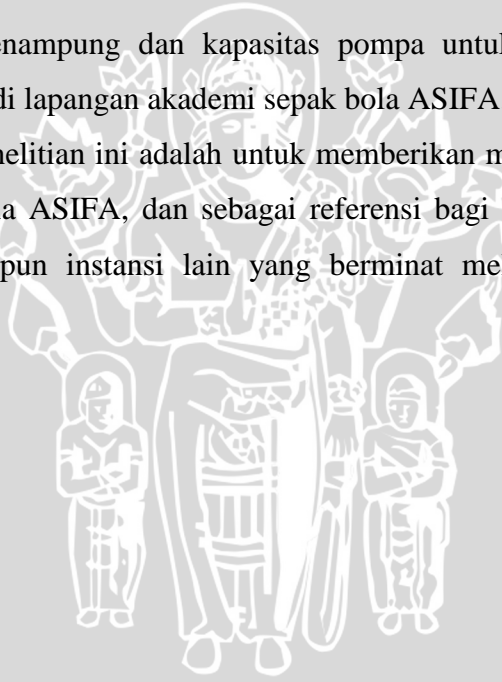 enampung dan kapasitas pompa untuk
di lapangan akademi sepak bola ASIFA.
nelitian ini adalah untuk memberikan m
a ASIFA, dan sebagai referensi bagi
pun instansi lain yang berminat me